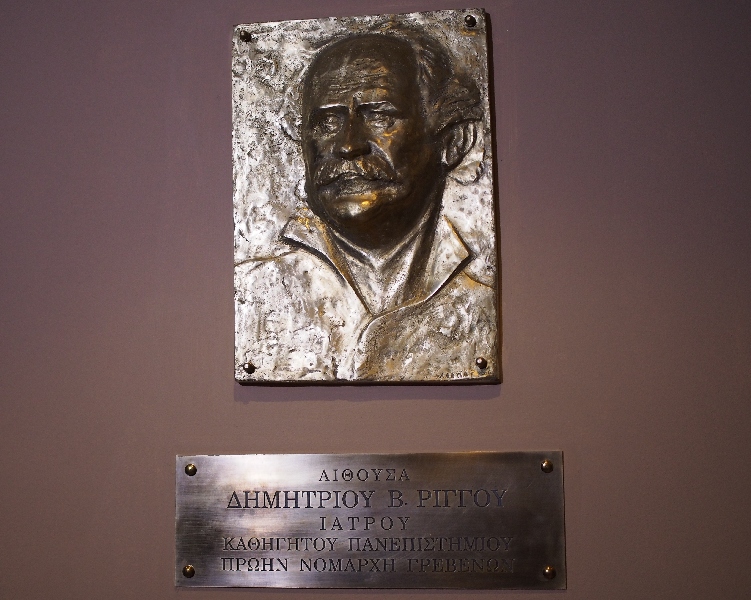 ΑΙΘΟΥΣΑ
ΔΗΜΗΤΡΙΟΥ Β. ΡΙΓΓΟΥ
ΙΑΤΡΟΥ
ΚΑΘΗΓΗΤΟΥ ΠΑΝΕΠΙΣΤΗΜΙΟΥ
ΠΡΩΗΝ ΝΟΜΑΡΧΗ ΓΡΕΒΕΝΩΝ